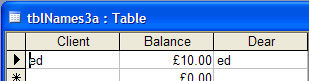 tblNames3a : Table
Client Balance Dear
ed £10.00 ed
£0.00